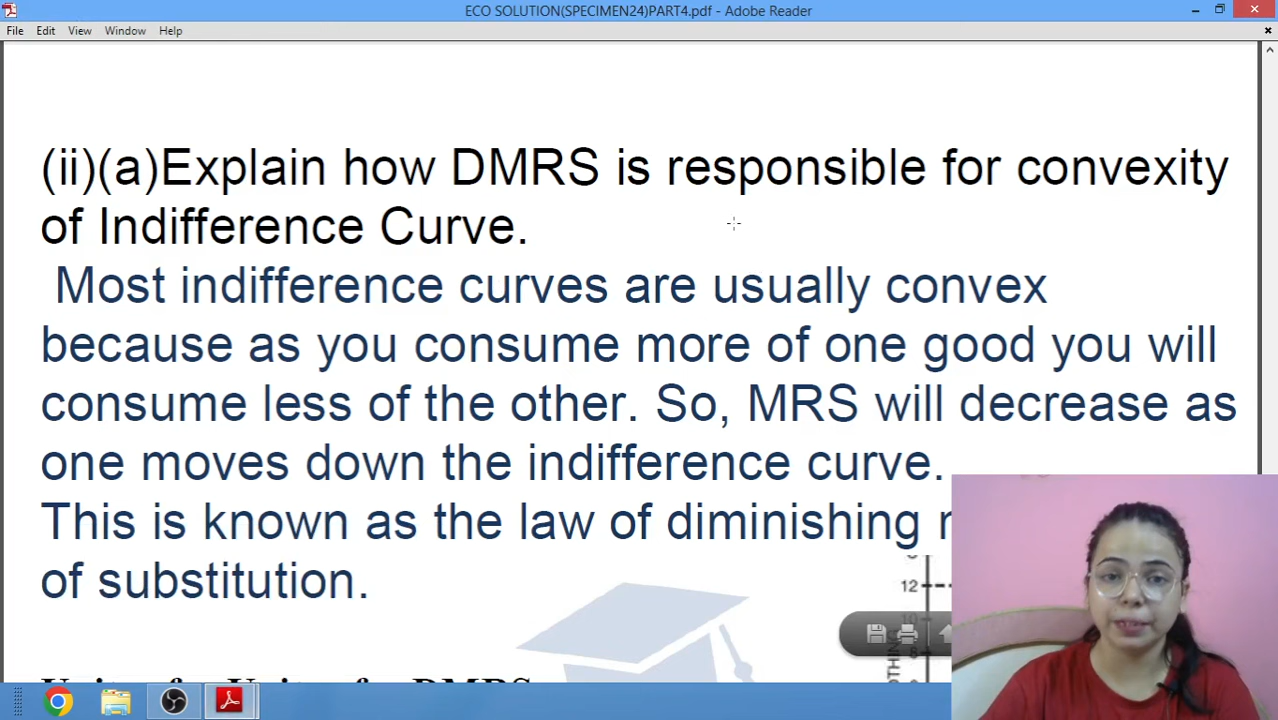 ECO SOLUTION(SPECIMEN24)PART4.pdf - Adobe Reader
File Edit View Window Help
(ii)(a)Explain how DMRS is responsible for convexity
of Indifference Curve.
Most indifference curves are usually convex
because as you consume more of one good you will
consume less of the other. So, MRS will decrease as
one moves down the indifference curve.
This is known as the law of diminishing
of substitution.
12